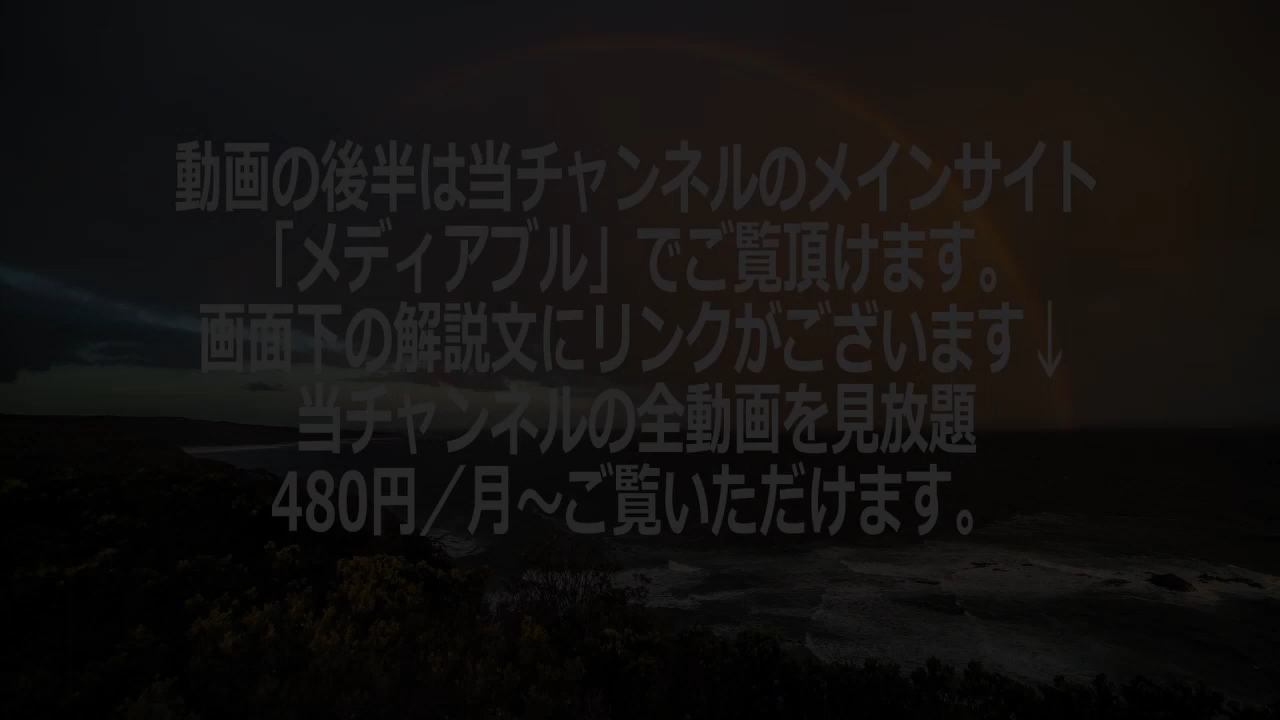 動画の後半は当チャンネルのメインサイト
「メディアブル」でご覧頂けます。
画面下の解説文にリンクがございます↓
当チャンネルの全動画を見放題
480円／月～ご覧いただけます。